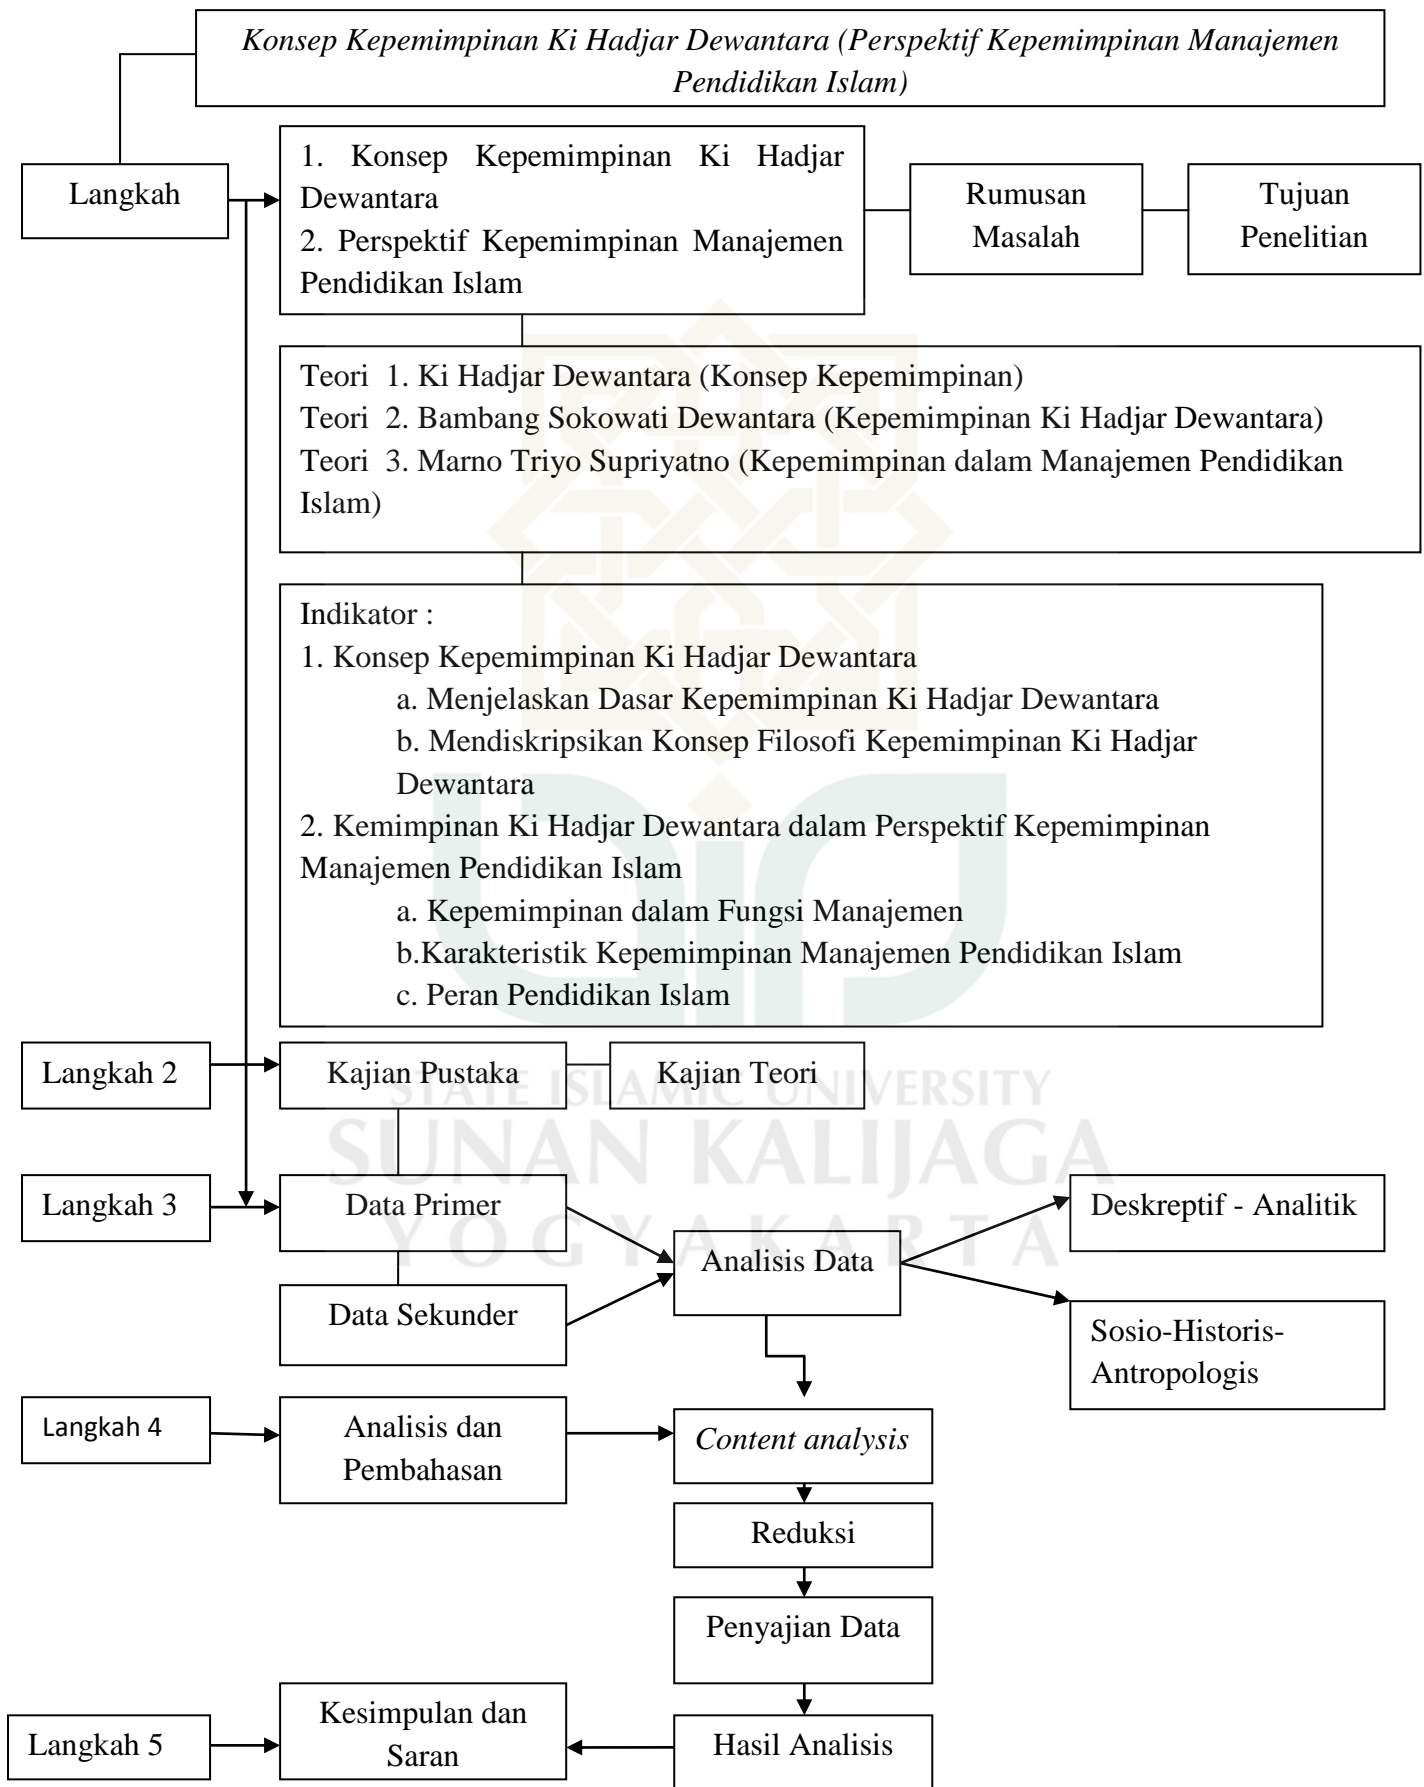 Konsep Kepemimpinan Ki Hadjar Dewantara (Perspektif Kepemimpinan Manajemen
Pendidikan Islam)
Langkah
1. Konsep Kepemimpinan Ki Hadjar
Dewantara
2. Perspektif Kepemimpinan Manajemen
Pendidikan Islam
Rumusan
Masalah
Tujuan
Penelitian
Teori 1. Ki Hadjar Dewantara (Konsep Kepemimpinan)
Teori 2. Bambang Sokowati Dewantara (Kepemimpinan Ki Hadjar Dewantara)
Teori 3. Marno Triyo Supriyatno (Kepemimpinan dalam Manajemen Pendidikan
Islam)
Indikator :
1. Konsep Kepemimpinan Ki Hadjar Dewantara
a. Menjelaskan Dasar Kepemimpinan Ki Hadjar Dewantara
b. Mendiskripsikan Konsep Filosofi Kepemimpinan Ki Hadjar
Dewantara
2. Kemimpinan Ki Hadjar Dewantara dalam Perspektif Kepemimpinan
Manajemen Pendidikan Islam
a. Kepemimpinan dalam Fungsi Manajemen
b.Karakteristik Kepemimpinan Manajemen Pendidikan Islam
c. Peran Pendidikan Islam
Langkah 2
Kajian Pustaka
Kajian Teori
STATE ISLAMIC UNIVERSITY
SUNAN KALIJAGA
YOGYAKARTA
Langkah 3
Data Primer
Data Sekunder
Analisis Data
Deskreptif - Analitik
Sosio-Historis-
Antropologis
Langkah 4
Analisis dan
Pembahasan
Content analysis
Reduksi
Penyajian Data
Langkah 5
Kesimpulan dan
Saran
Hasil Analisis